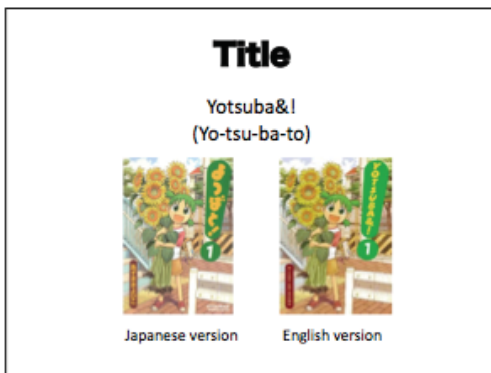 Title
Yotsuba&!
(Yo-tsu-ba-to)
よつばと!
1
YOTSUBA&!
1
Japanese version
English version